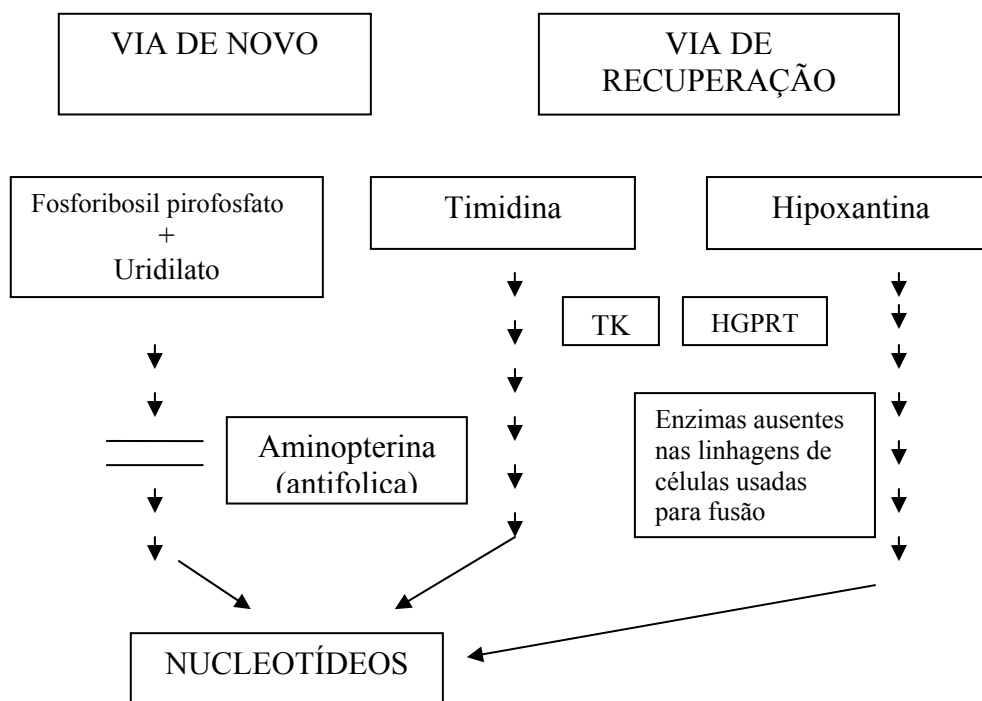 VIA DE NOVO
VIA DE
RECUPERAÇÃO
Fosforibosil pirofosfato
+
Uridilato
Timidina
Hipoxantina
TK
HGPRT
Aminopterina
(antifolica)
Enzimas ausentes
nas linhagens de
células usadas
para fusão
NUCLEOTÍDEOS